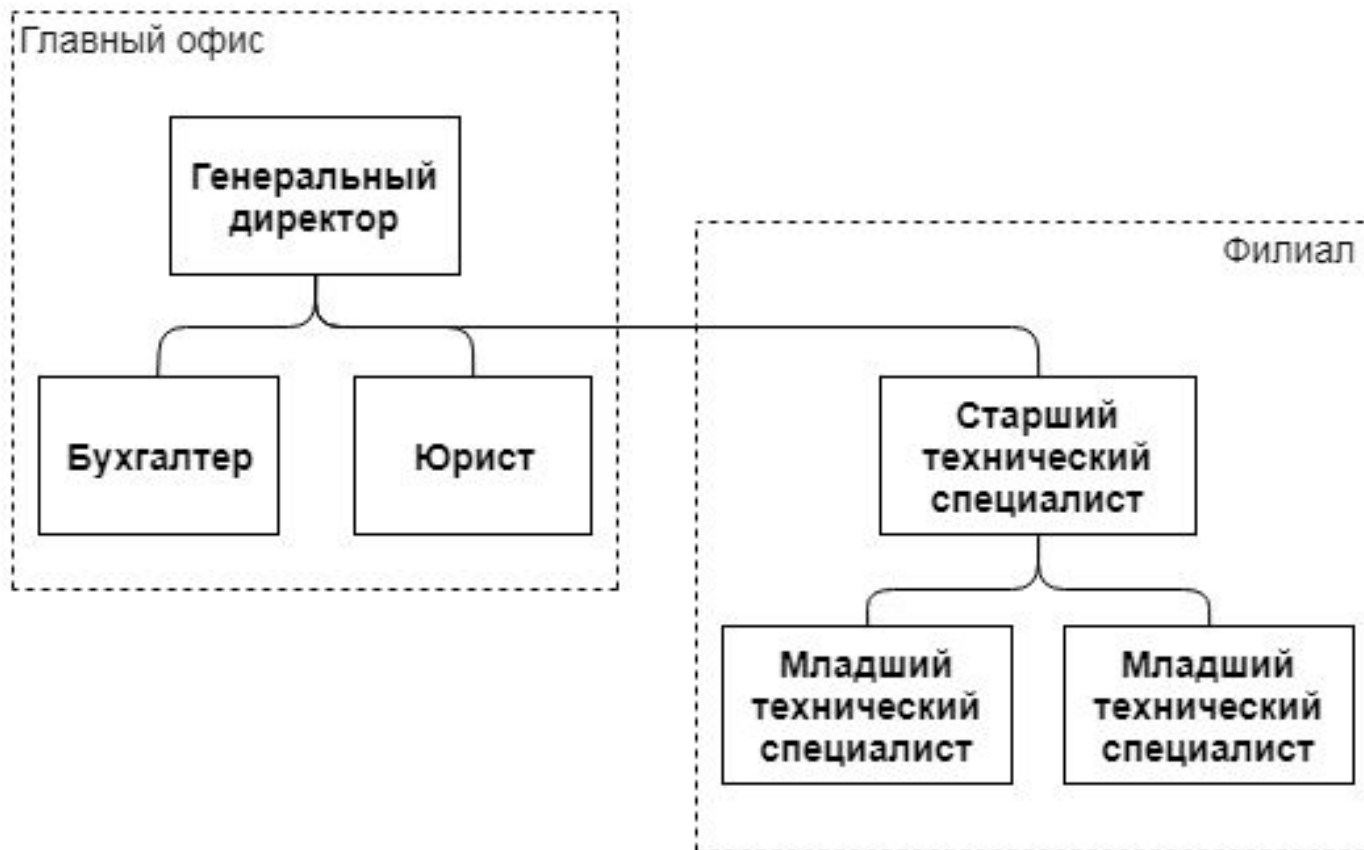 Главный офис
Генеральный
директор
Филиал
Бухгалтер
Юрист
Старший
технический
специалист
Младший
технический
специалист
Младший
технический
специалист